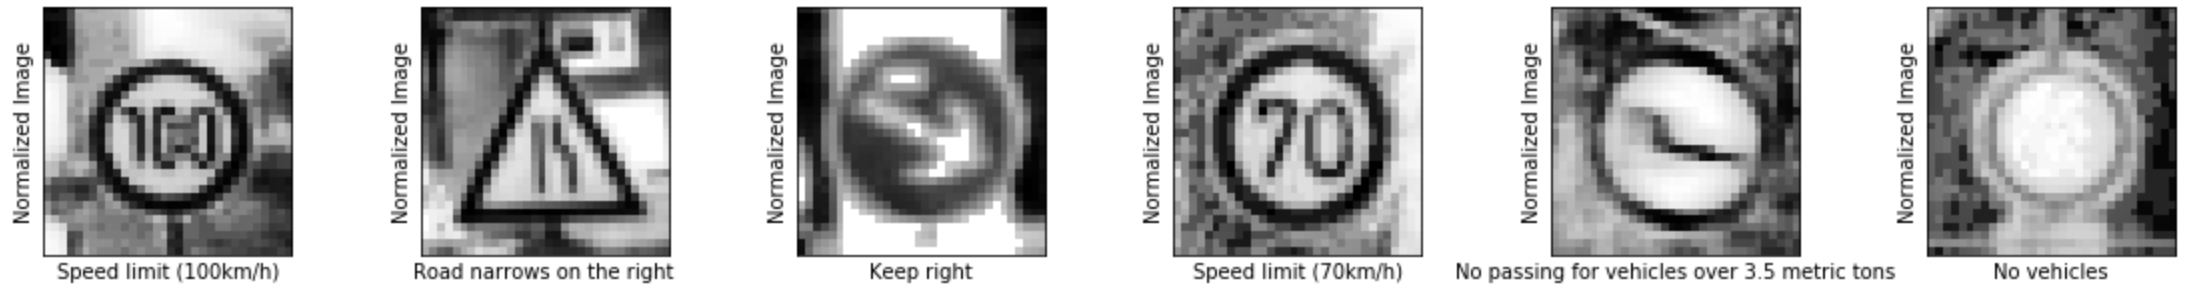 Normalized Image
100
Speed limit (100km/h)
Normalized Image
Road narrows on the right
Normalized Image
Keep right
Normalized Image
70
Speed limit (70km/h)
Normalized Image
No passing for vehicles over 3.5 metric tons
Normalized Image
No vehicles